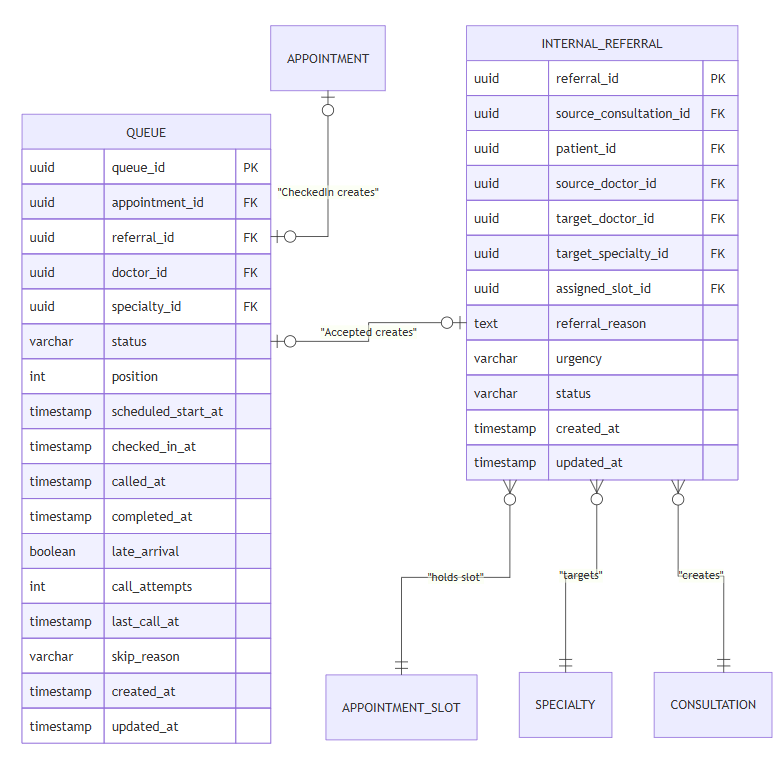 APPOINTMENT
INTERNAL_REFERRAL
uuid referral_id PK
uuid source_consultation_id FK
uuid patient_id FK
uuid source_doctor_id FK
uuid target_doctor_id FK
uuid target_specialty_id FK
uuid assigned_slot_id FK
text referral_reason
varchar urgency
varchar status
timestamp created_at
timestamp updated_at
QUEUE
uuid queue_id PK
uuid appointment_id FK
uuid referral_id FK
uuid doctor_id FK
uuid specialty_id FK
varchar status
int position
timestamp scheduled_start_at
timestamp checked_in_at
timestamp called_at
timestamp completed_at
boolean late_arrival
int call_attempts
timestamp last_call_at
varchar skip_reason
timestamp created_at
timestamp updated_at
"CheckedIn creates"
"Accepted creates"
"holds slot"
"targets"
"creates"
APPOINTMENT_SLOT
SPECIALTY
CONSULTATION